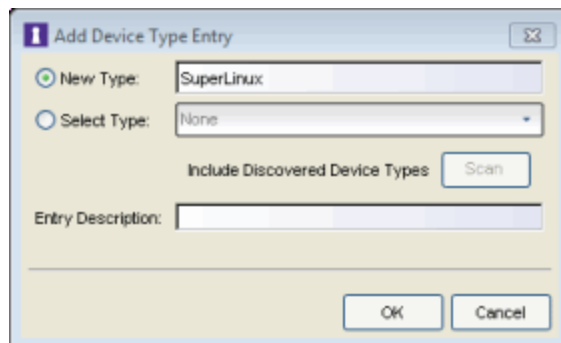 Add Device Type Entry
New Type: SuperLinux
Select Type: None
Include Discovered Device Types Scan
Entry Description:
OK Cancel